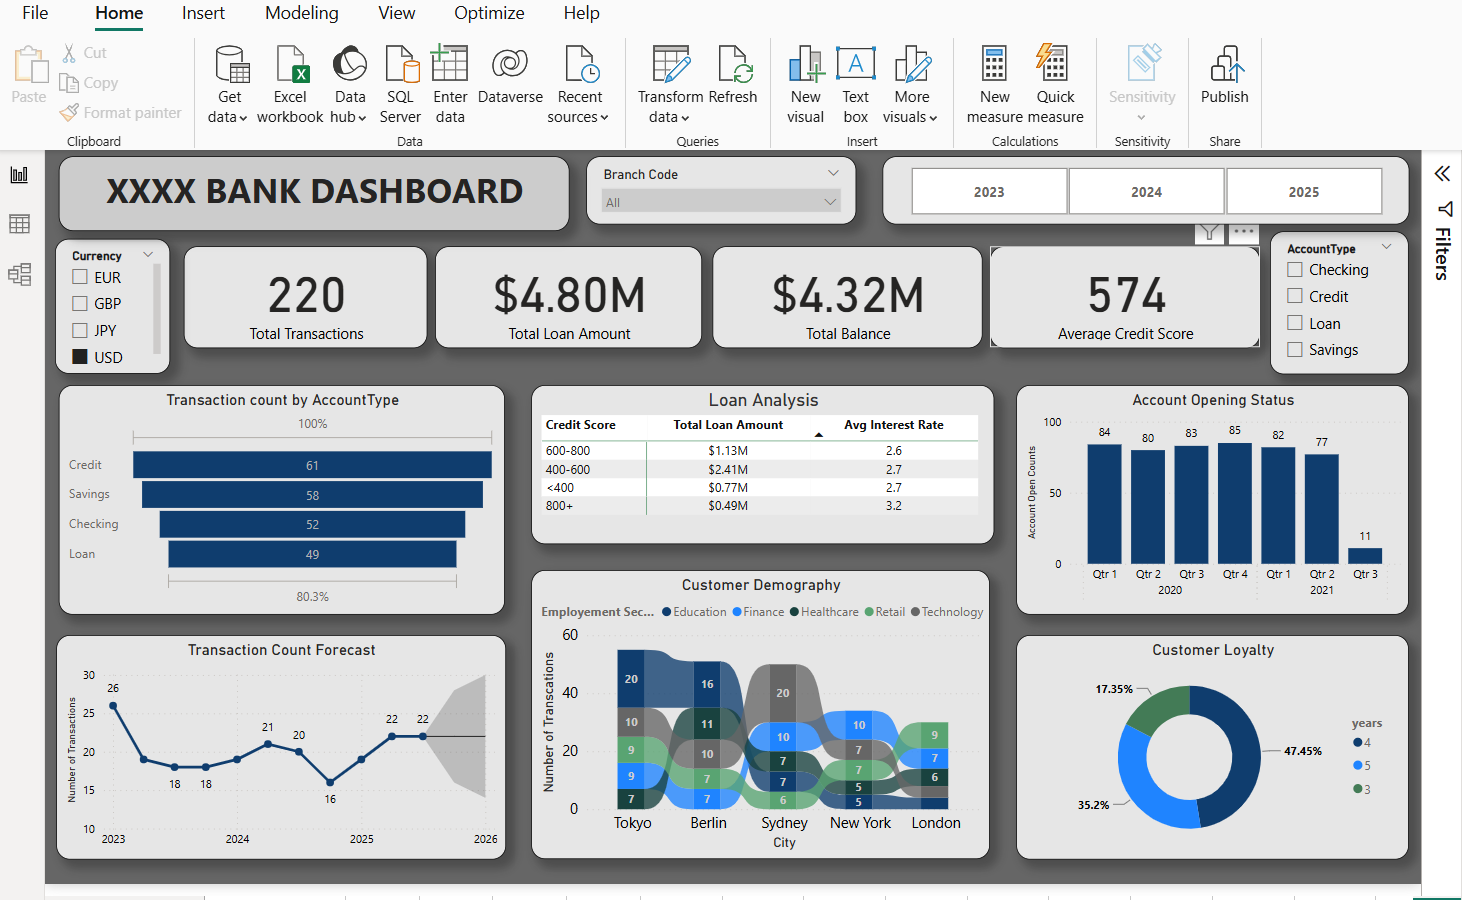 File Home Insert Modeling View Optimize Help
Paste
Cut
Copy
Format painter
Clipboard
Get data
Excel workbook
Data hub
SQL Server
Enter data
Dataverse
Recent sources
Data
Transform data
Refresh
Queries
New visual
Text box
More visuals
Insert
New measure
Quick measure
Calculations
Sensitivity
Sensitivity
Publish
Share
XXXX BANK DASHBOARD
Branch Code
All
2023 2024 2025
Filters
Currency
EUR
GBP
JPY
USD
220
Total Transactions
$4.80M
Total Loan Amount
$4.32M
Total Balance
574
Average Credit Score
AccountType
Checking
Credit
Loan
Savings
Transaction count by AccountType
100%
Credit 61
Savings 58
Checking 52
Loan 49
80.3%
Loan Analysis
Credit Score Total Loan Amount Avg Interest Rate
600-800 $1.13M 2.6
400-600 $2.41M 2.7
<400 $0.77M 2.7
800+ $0.49M 3.2
Account Opening Status
Account Open Counts
100
50
0
84 80 83 85 82 77 11
Qtr 1 Qtr 2 Qtr 3 Qtr 4 Qtr 1 Qtr 2 Qtr 3
2020 2021
Transaction Count Forecast
Number of Transactions
30
25
20
15
10
26 18 18 21 20 16 22 22
2023 2024 2025 2026
Customer Demography
Employement Sec... Education Finance Healthcare Retail Technology
Number of Transcations
60
40
20
0
20 10 9 9 7
16 11 10 7 7
20 10 7 7 6
10 7 7 5 5
9 7 6
Tokyo Berlin Sydney New York London
City
Customer Loyalty
17.35%
47.45%
35.2%
years
4
5
3